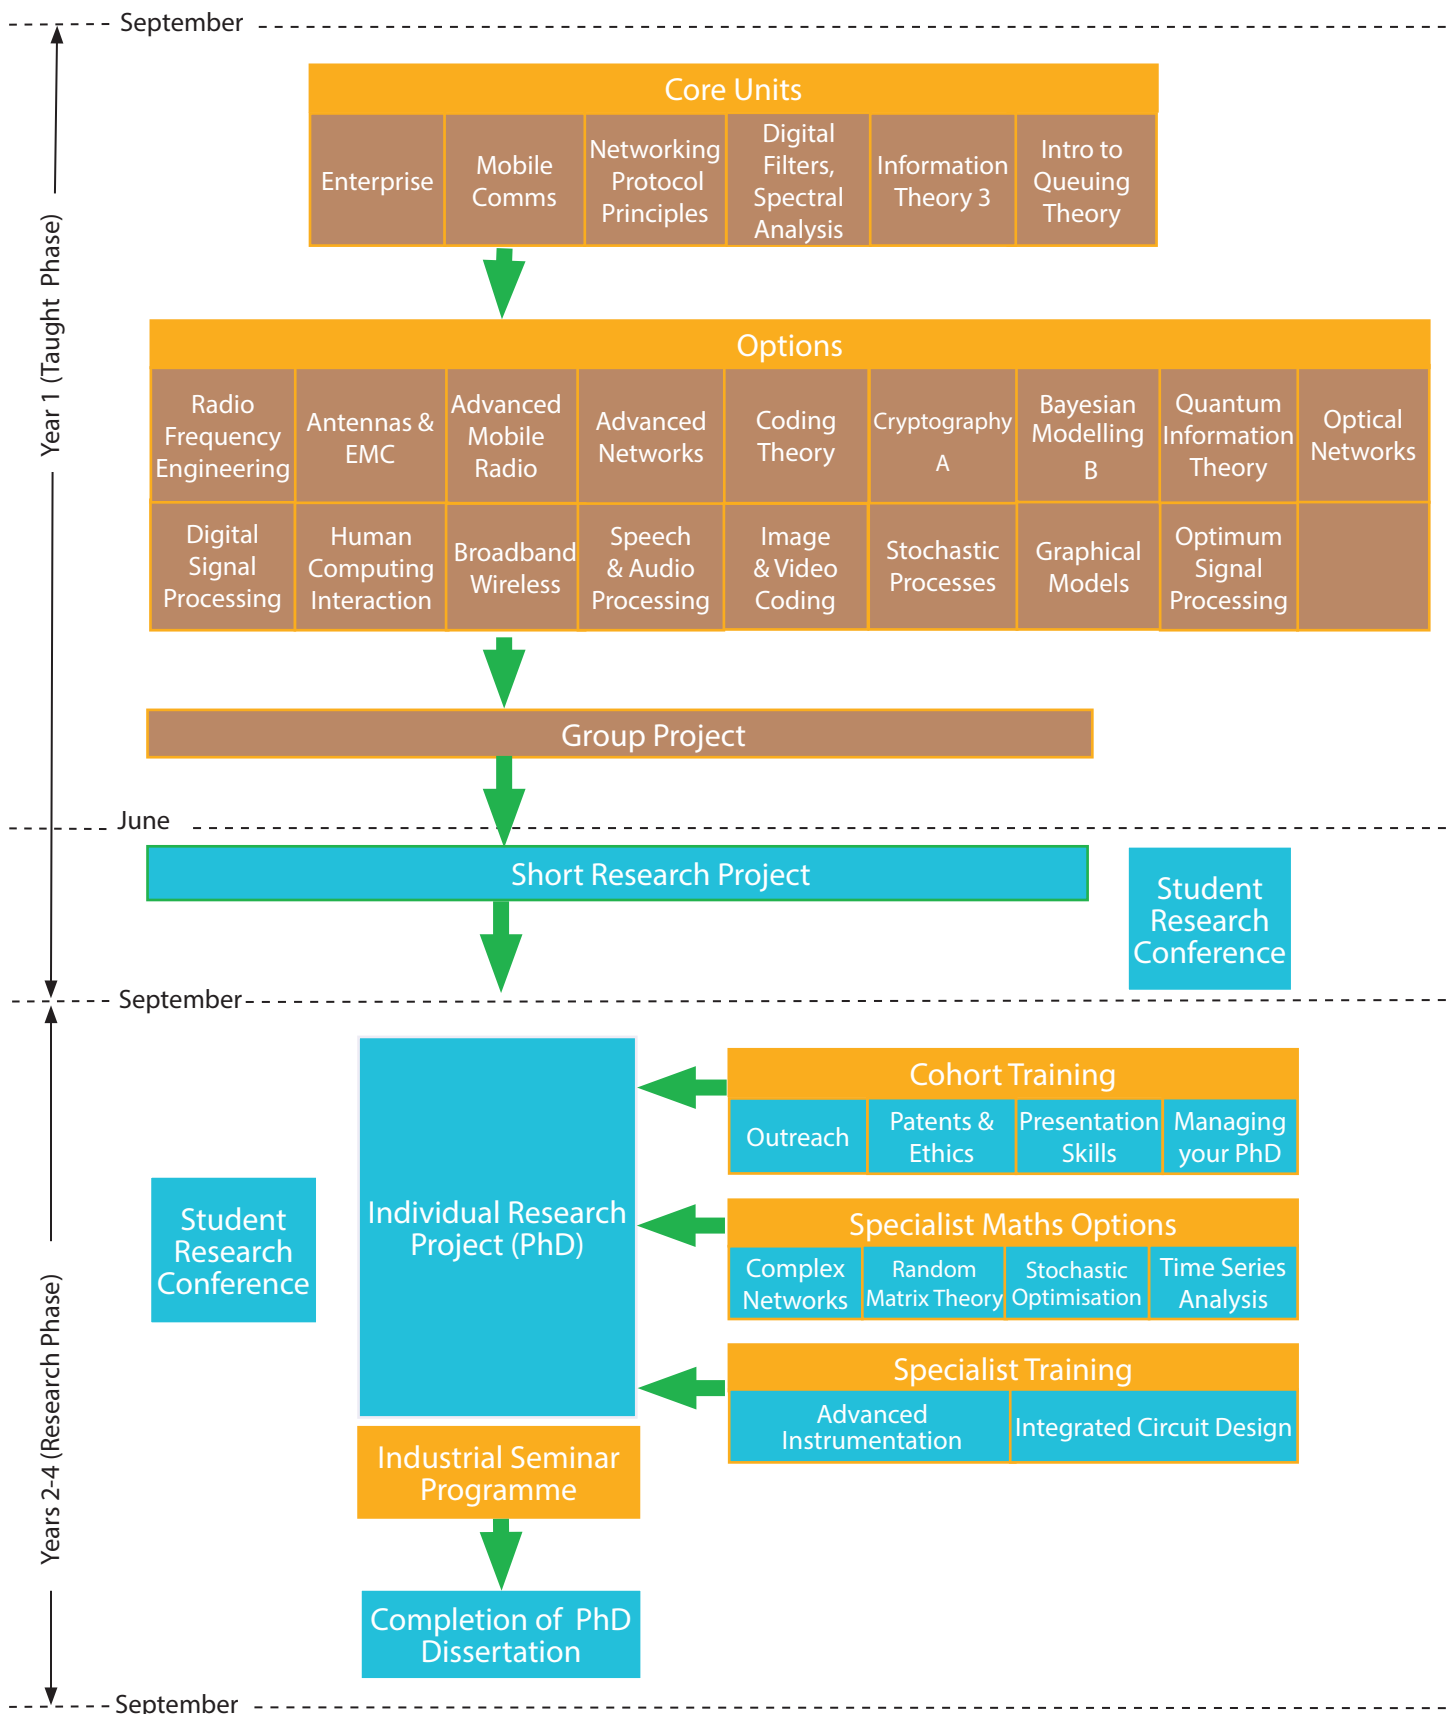 September
Core Units
Enterprise
Mobile
Comms
Networking
Protocol
Principles
Digital
Filters,
Spectral
Analysis
Information
Theory 3
Intro to
Queuing
Theory
Year 1 (Taught Phase)
Options
Radio
Frequency
Engineering
Antennas &
EMC
Advanced
Mobile
Radio
Advanced
Networks
Coding
Theory
Cryptography
A
Bayesian
Modelling
B
Quantum
Information
Theory
Optical
Networks
Digital
Signal
Processing
Human
Computing
Interaction
Broadband
Wireless
Speech
& Audio
Processing
Image
& Video
Coding
Stochastic
Processes
Graphical
Models
Optimum
Signal
Processing
Group Project
June
Short Research Project
Student
Research
Conference
September
Cohort Training
Outreach
Patents &
Ethics
Presentation
Skills
Managing
your PhD
Individual Research
Project (PhD)
Student
Research
Conference
Specialist Maths Options
Complex
Networks
Random
Matrix Theory
Stochastic
Optimisation
Time Series
Analysis
Years 2-4 (Research Phase)
Specialist Training
Advanced
Instrumentation
Integrated Circuit Design
Industrial Seminar
Programme
Completion of PhD
Dissertation
September